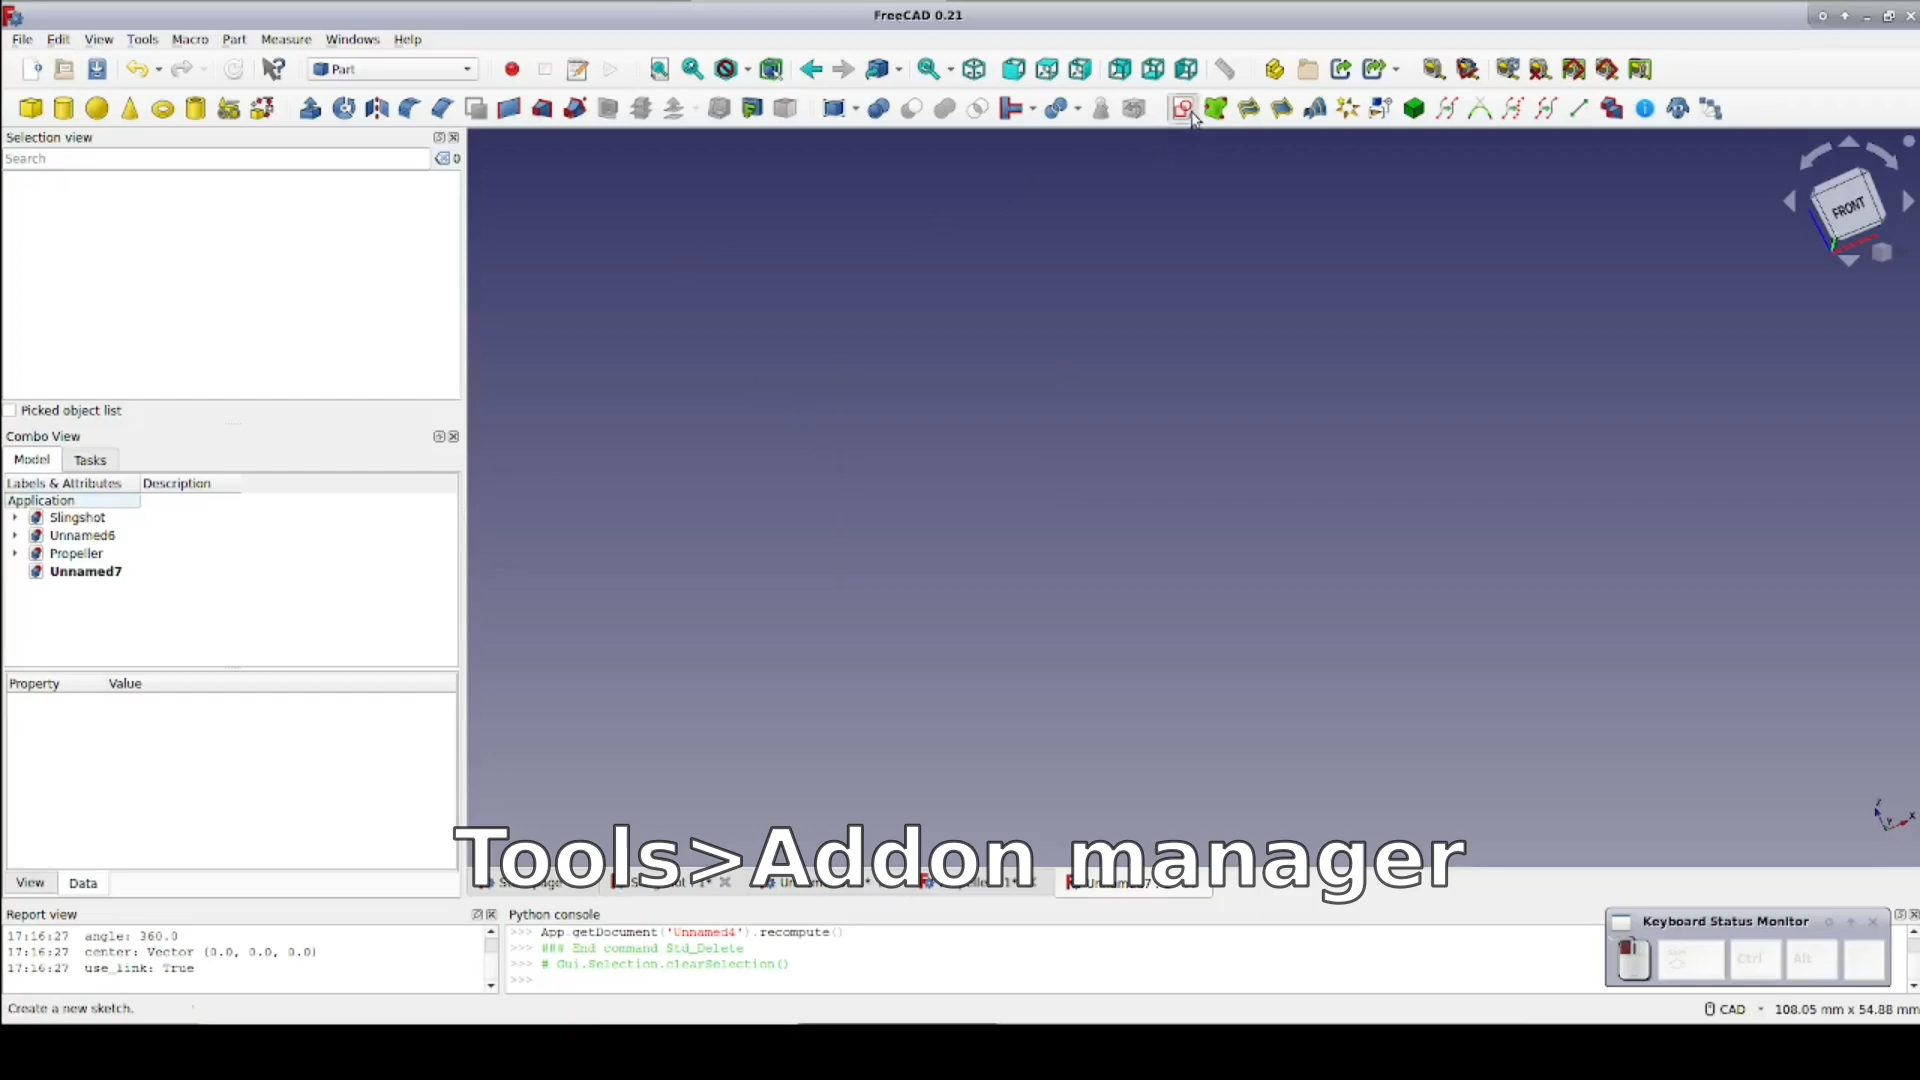 FreeCAD 0.21
File Edit View Tools Macro Part Measure Windows Help
Part
Selection view
Search
0
FRONT
Picked object list
Combo View
Model Tasks
Labels & Attributes Description
Application
Slingshot
Unnamed6
Propeller
Unnamed7
Property Value
Tools>Addon manager
View Data
Report view
17:16:27 angle: 360.0
17:16:27 center: Vector (0.0, 0.0, 0.0)
17:16:27 use_link: True
Python console
>>> App.getDocument('Unnamed4').recompute()
>>> ### End command Std_Delete
>>> # Gui.Selection.clearSelection()
>>>
Keyboard Status Monitor
Ctrl Alt
Create a new sketch.
CAD 108.05 mm x 54.88 mm